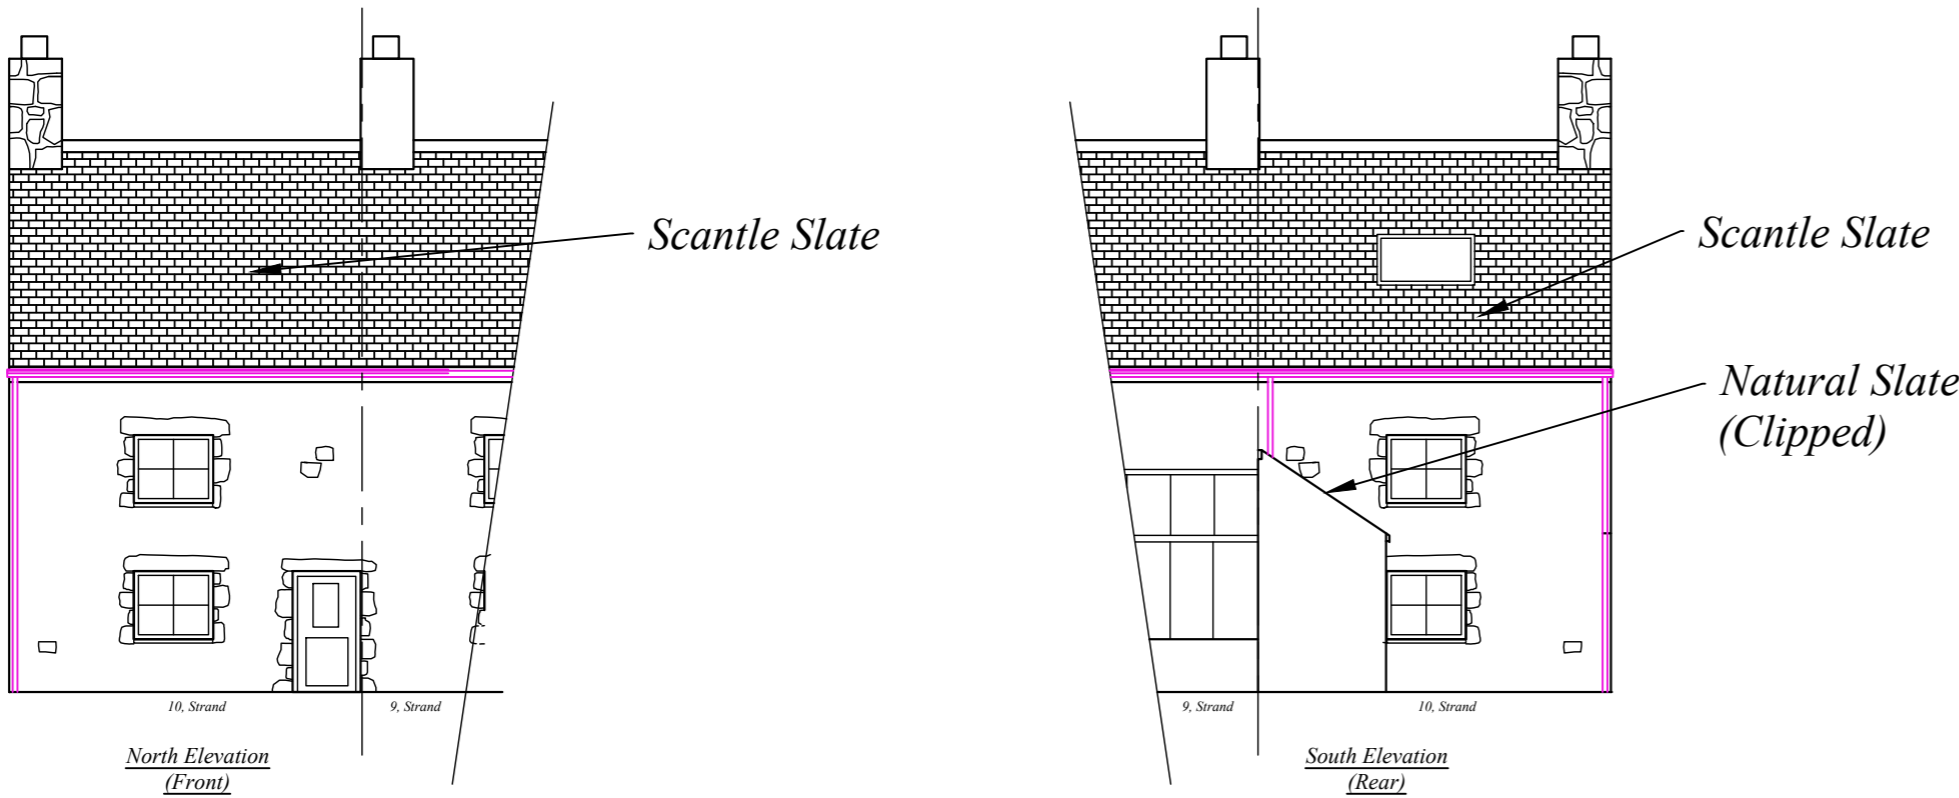 Scantle Slate
10, Strand
9, Strand
North Elevation
(Front)
Scantle Slate
Natural Slate
(Clipped)
9, Strand
10, Strand
South Elevation
(Rear)